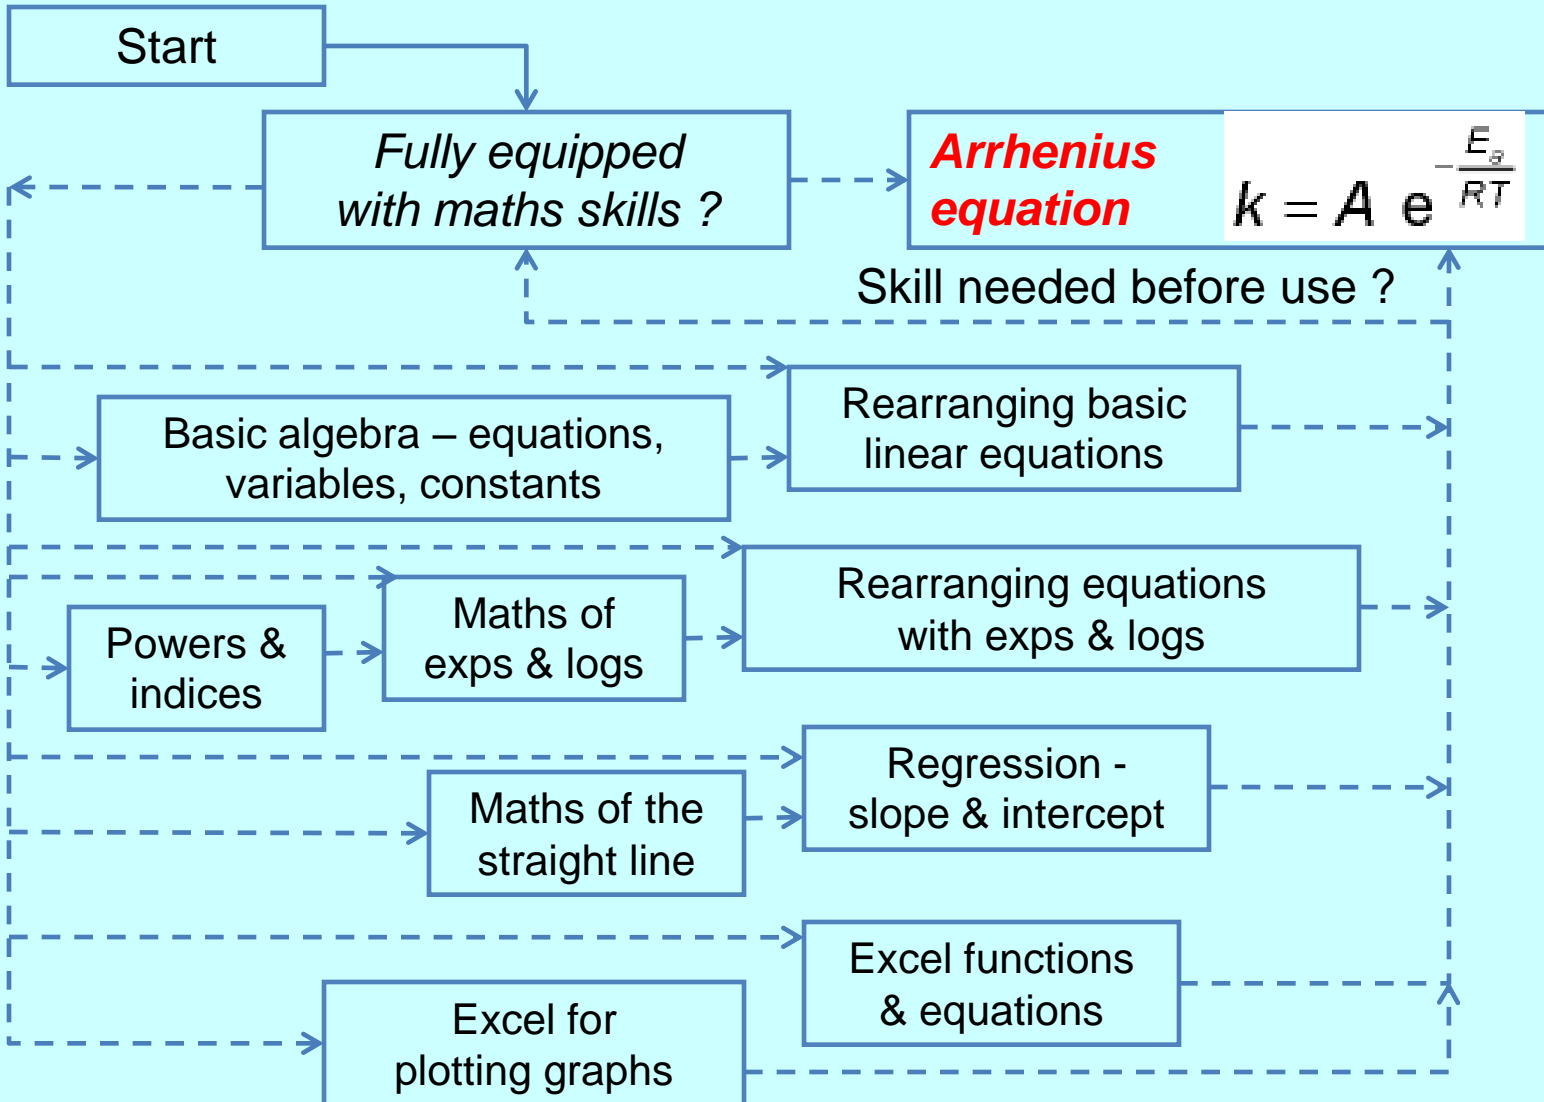 Start
Fully equipped
with maths skills ?
Arrhenius
equation
k = A e^{-\frac{E_a}{RT}}
Skill needed before use ?
Basic algebra – equations,
variables, constants
Rearranging basic
linear equations
Powers &
indices
Maths of
exps & logs
Rearranging equations
with exps & logs
Maths of the
straight line
Regression -
slope & intercept
Excel functions
& equations
Excel for
plotting graphs